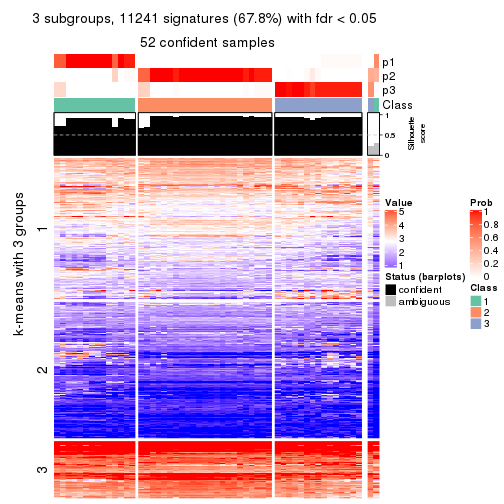 3 subgroups, 11241 signatures (67.8%) with fdr < 0.05
52 confident samples
p1
p2
p3
Class
1
0.5
0
Silhouette
score
k-means with 3 groups
1
2
3
Value
5
4
3
2
1
Status (barplots)
confident
ambiguous
Prob
1
0.8
0.6
0.4
0.2
0
Class
1
2
3